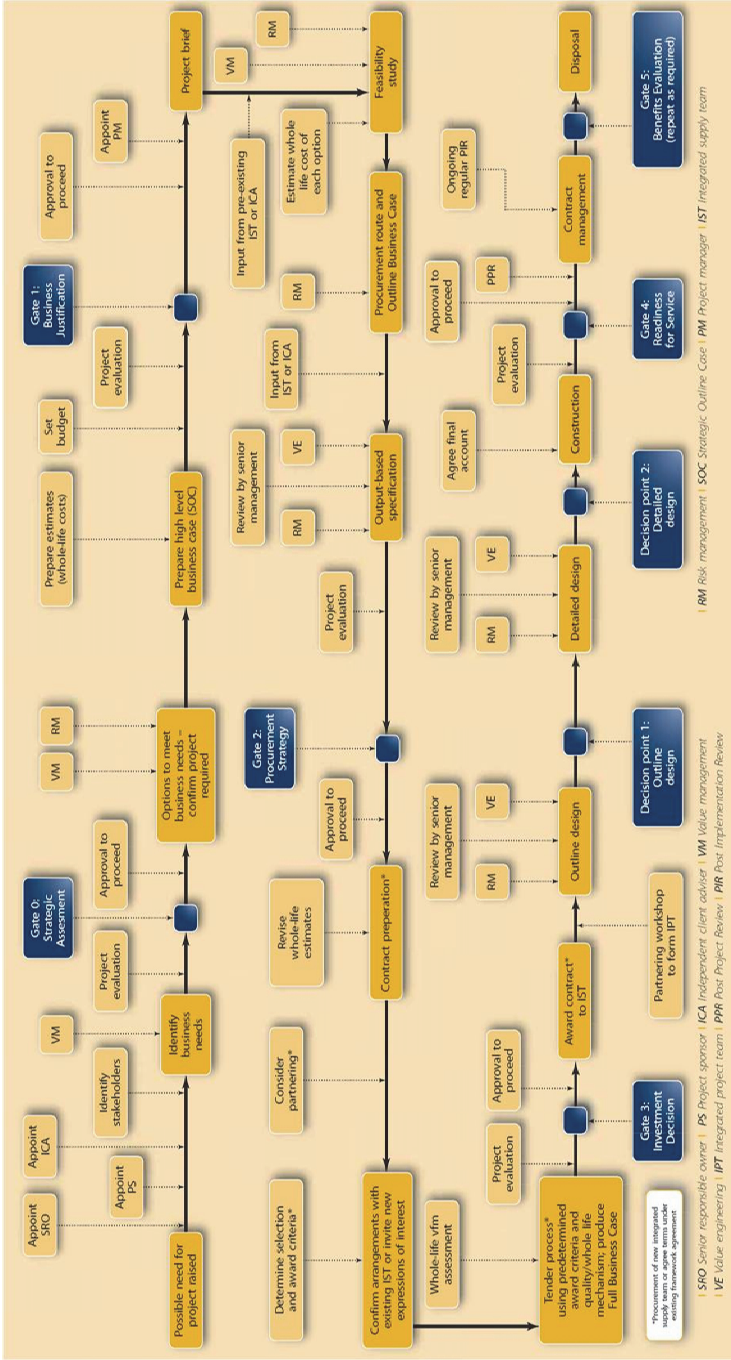 Appoint
SRO
Appoint
ICA
Appoint
PS
Identify
stakeholders
VM
Project
evaluation
Gate 0:
Strategic
Assesment
Approval to
proceed
VM
RM
Prepare estimates
(whole-life costs)
Set
budget
Project
evaluation
Gate 1:
Business
Justification
Approval to
proceed
Appoint
PM
Possible need for
project raised
Identify
business
needs
Options to meet
business needs –
confirm project
required
Prepare high level
business case (SOC)
Project brief
VM
RM
Input from pre-existing
IST or ICA
Estimate whole
life cost of
each option
Feasibility
study
RM
Procurement route and
Outline Business Case
Input from
IST or ICA
Review by senior
management
VE
RM
Output-based
specification
Project
evaluation
Gate 2:
Procurement
Strategy
Approval to
proceed
Revise
whole-life
estimates
Contract preparation*
Consider
partnering*
Determine selection
and award criteria*
Confirm arrangements with
existing IST or invite new
expressions of interest
Whole-life vfm
assessment
Tender process*
using predetermined
award criteria and
quality/whole life
mechanism; produce
Full Business Case
Project
evaluation
Approval to
proceed
Gate 3:
Investment
Decision
Award contract*
to IST
Partnering workshop
to form IPT
Review by senior
management
RM
VE
Outline design
Decision point 1:
Outline
design
Review by senior
management
RM
VE
Detailed design
Decision point 2:
Detailed
design
Agree final
account
Construction
Project
evaluation
Approval to
proceed
PPR
Gate 4:
Readiness
for Service
Ongoing
regular PIR
Contract
management
Gate 5:
Benefits Evaluation
(repeat as required)
Disposal
*Procurement of new integrated
supply team or agree terms under
existing framework agreement
| SRO Senior responsible owner | PS Project sponsor | ICA Independent client adviser | VM Value management | RM Risk management | SOC Strategic Outline Case | PM Project manager | IST Integrated supply team
| VE Value engineering | IPT Integrated project team | PPR Post Project Review | PIR Post Implementation Review